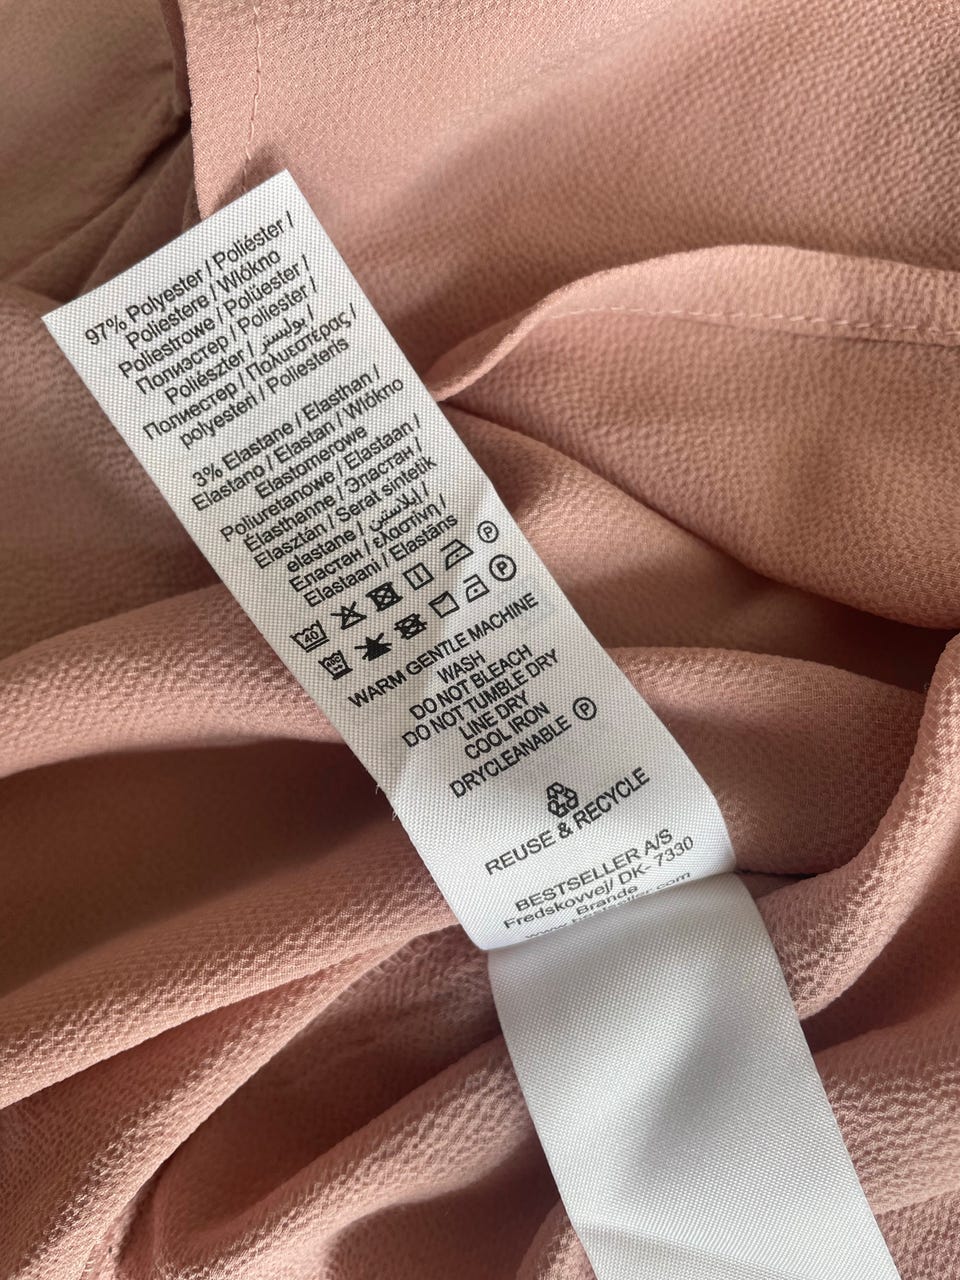 97% Polyester / Poliéster /
Poliestere / Włókno
Poliestrowe / Polüester /
Полиэстер / Poliester /
Poliészter / بوليستر /
Полиестер / Πολυεστέρας /
polyesteri / Poliesteris
3% Elastane / Elasthan /
Elastano / Elastan / Włókno
Elastomerowe
Poliuretanowe / Elastaan /
Élasthanne / Эластан /
Elasztán / Serat sintetik
elastane / إيلاستين /
Еластан / ελαστίνη /
Elastaani / Elastāns
40 P
P
WARM GENTLE MACHINE
WASH
DO NOT BLEACH
DO NOT TUMBLE DRY
LINE DRY
COOL IRON
DRYCLEANABLE P
REUSE & RECYCLE
BESTSELLER A/S
Fredskovvej/ DK- 7330
Brande